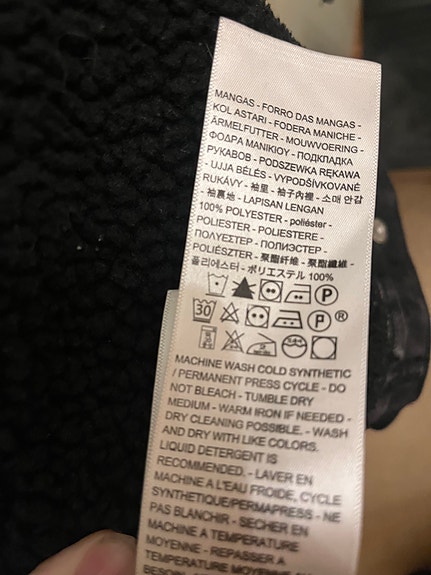 MANGAS - FORRO DAS MANGAS -
KOL ASTARI - FODERA MANICHE -
ÄRMELFUTTER - MOUWVOERING -
ΦΟΔΡΑ ΜΑΝΙΚΙΟΥ - ПОДКЛАДКА
РУКАВОВ - PODSZEWKA RĘKAWA
- UJJA BÉLÉS - VYPODŠÍVKOVANÉ
RUKÁVY - 袖里 - 袖子內裡 - 소매 안감
- 袖裏地 - LAPISAN LENGAN
100% POLYESTER - poliéster -
POLIESTER - POLIESTERE -
ΠΟΛΥΕΣΤΕΡ - ПОЛИЭСТЕР -
POLIÉSZTER - 聚酯纤维 - 聚酯纖維 -
폴리에스터 - ポリエステル 100%
P
30 P ®
MACHINE WASH COLD SYNTHETIC
/ PERMANENT PRESS CYCLE - DO
NOT BLEACH - TUMBLE DRY
MEDIUM - WARM IRON IF NEEDED -
DRY CLEANING POSSIBLE. - WASH
AND DRY WITH LIKE COLORS.
LIQUID DETERGENT IS
RECOMMENDED. - LAVER EN
MACHINE A L'EAU FROIDE, CYCLE
SYNTHETIQUE/PERMAPRESS - NE
PAS BLANCHIR - SECHER EN
MACHINE A TEMPERATURE
MOYENNE - REPASSER A
TEMPERATURE MOYENNE AU